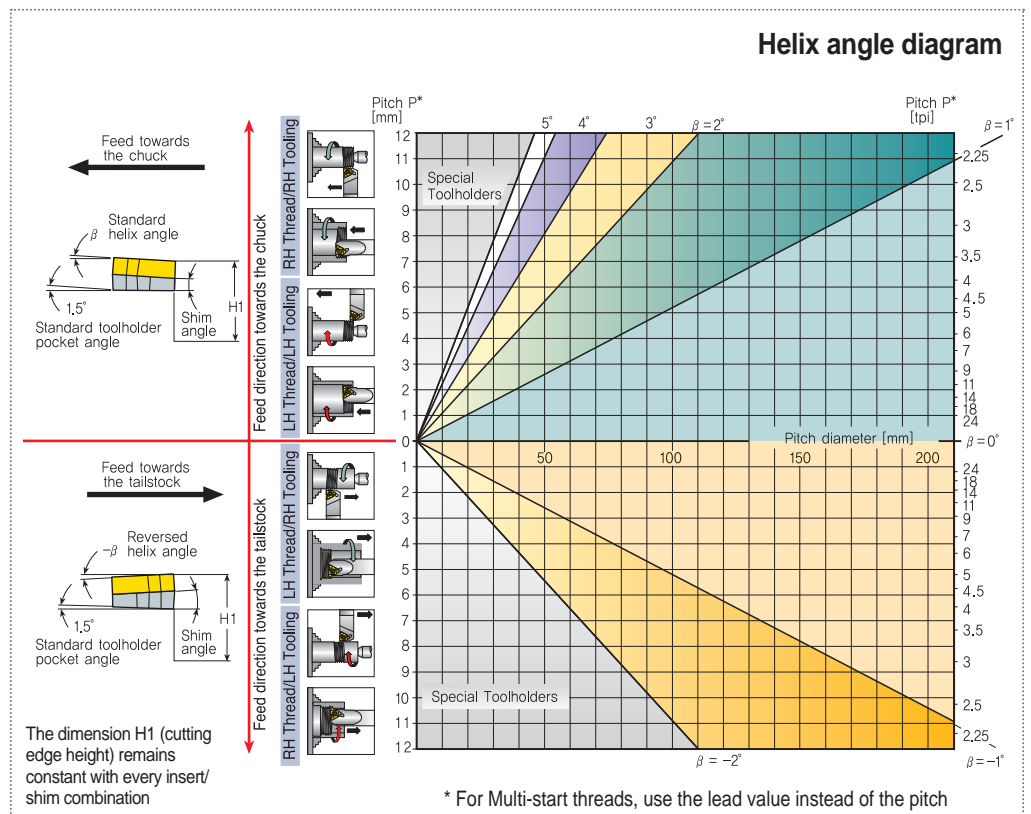 Helix angle diagram
Feed towards
the chuck
Standard
helix angle
β
1.5°
Standard toolholder
pocket angle
Shim
angle
H1
Feed towards
the tailstock
Reversed
helix angle
-β
1.5°
Standard toolholder
pocket angle
Shim
angle
H1
The dimension H1 (cutting
edge height) remains
constant with every insert/
shim combination
Feed direction towards the chuck
Feed direction towards the tailstock
RH Thread/RH Tooling
LH Thread/LH Tooling
LH Thread/RH Tooling
RH Thread/LH Tooling
Pitch P*
[mm]
5°
4°
3°
β=2°
Pitch P*
[tpi]
β=1°
12
11
10
9
8
7
6
5
4
3
2
1
0
1
2
3
4
5
6
7
8
9
10
11
12
Special
Toolholders
2.25
2.5
3
3.5
4
4.5
5
6
7
9
11
14
18
24
Pitch diameter [mm]
β=0°
50
100
150
200
24
18
14
11
9
7
6
5
4.5
4
3.5
3
2.5
2.25
Special Toolholders
β = -2°
β=-1°
* For Multi-start threads, use the lead value instead of the pitch